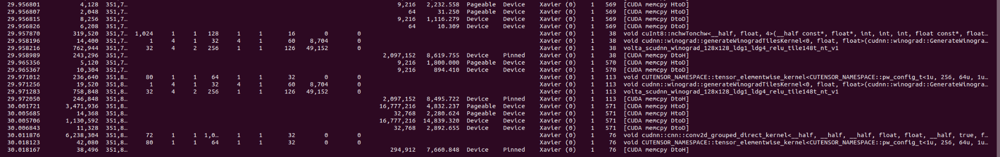 29.956801 4,128 351,7… 9,216 2,232.558 Pageable Device Xavier (0) 1 569 [CUDA memcpy HtoD]
29.956807 2,048 351,7… 64 31.250 Pageable Device Xavier (0) 1 569 [CUDA memcpy HtoD]
29.956815 8,256 351,7… 9,216 1,116.279 Device Device Xavier (0) 1 569 [CUDA memcpy DtoD]
29.956826 6,208 351,7… 64 10.309 Device Device Xavier (0) 1 569 [CUDA memcpy DtoD]
29.957870 319,520 351,7… 1,024 1 1 128 1 1 16 0 0 Xavier (0) 1 38 void cuInt8::nchwTonchw<__half, float, 4>(__half const*, float*, int, int, int, float const*, float…
29.958196 14,400 351,7… 1 4 1 32 4 1 60 8,704 0 Xavier (0) 1 38 void cudnn::winograd::generateWinogradTilesKernel<0, float, float>(cudnn::winograd::GenerateWinogra…
29.958216 762,944 351,7… 32 4 2 256 1 1 126 49,152 0 Xavier (0) 1 38 volta_scudnn_winograd_128x128_ldg1_ldg4_relu_tile148t_nt_v1
29.958989 243,296 351,7… 2,097,152 8,619.755 Device Pinned Xavier (0) 1 38 [CUDA memcpy DtoH]
29.965356 5,120 351,7… 9,216 1,800.000 Pageable Device Xavier (0) 1 570 [CUDA memcpy HtoD]
29.965367 10,304 351,7… 9,216 894.410 Device Device Xavier (0) 1 570 [CUDA memcpy DtoD]
29.971012 236,640 351,8… 80 1 1 64 1 1 32 0 0 Xavier (0) 1 113 void CUTENSOR_NAMESPACE::tensor_elementwise_kernel<CUTENSOR_NAMESPACE::pw_config_t<1u, 256, 64u, 1u…
29.971256 19,520 351,8… 1 4 1 32 4 1 60 8,704 0 Xavier (0) 1 113 void cudnn::winograd::generateWinogradTilesKernel<0, float, float>(cudnn::winograd::GenerateWinogra…
29.971283 758,848 351,8… 32 4 2 256 1 1 126 49,152 0 Xavier (0) 1 113 volta_scudnn_winograd_128x128_ldg1_ldg4_relu_tile148t_nt_v1
29.972050 246,848 351,8… 2,097,152 8,495.722 Device Pinned Xavier (0) 1 113 [CUDA memcpy DtoH]
30.001721 3,471,936 351,8… 16,777,216 4,832.237 Pageable Device Xavier (0) 1 571 [CUDA memcpy HtoD]
30.005685 14,368 351,8… 32,768 2,280.624 Pageable Device Xavier (0) 1 571 [CUDA memcpy HtoD]
30.005706 1,130,592 351,8… 16,777,216 14,839.320 Device Device Xavier (0) 1 571 [CUDA memcpy DtoD]
30.006843 11,328 351,8… 32,768 2,892.655 Device Device Xavier (0) 1 571 [CUDA memcpy DtoD]
30.011876 6,238,304 351,8… 72 1 1 1,0… 1 1 32 0 0 Xavier (0) 1 76 void cudnn::cnn::conv2d_grouped_direct_kernel<__half, __half, __half, float, float, __half, true, f…
30.018123 42,080 351,8… 80 1 1 64 1 1 32 0 0 Xavier (0) 1 76 void CUTENSOR_NAMESPACE::tensor_elementwise_kernel<CUTENSOR_NAMESPACE::pw_config_t<1u, 256, 64u, 1u…
30.018167 38,496 351,8… 294,912 7,660.848 Device Pinned Xavier (0) 1 76 [CUDA memcpy DtoH]